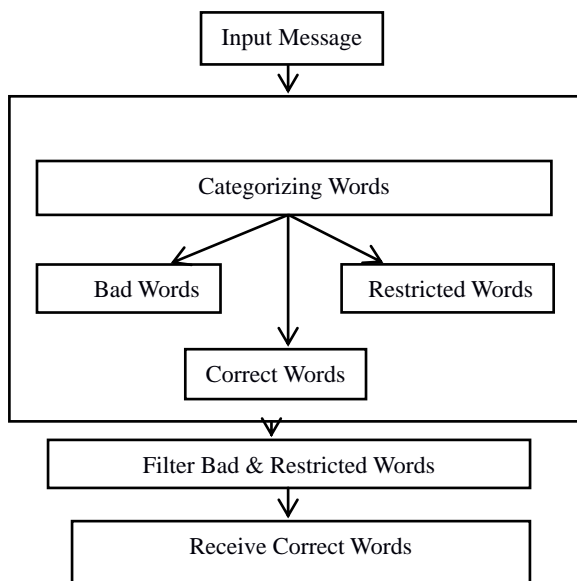 Input Message
Categorizing Words
Bad Words
Restricted Words
Correct Words
Filter Bad & Restricted Words
Receive Correct Words